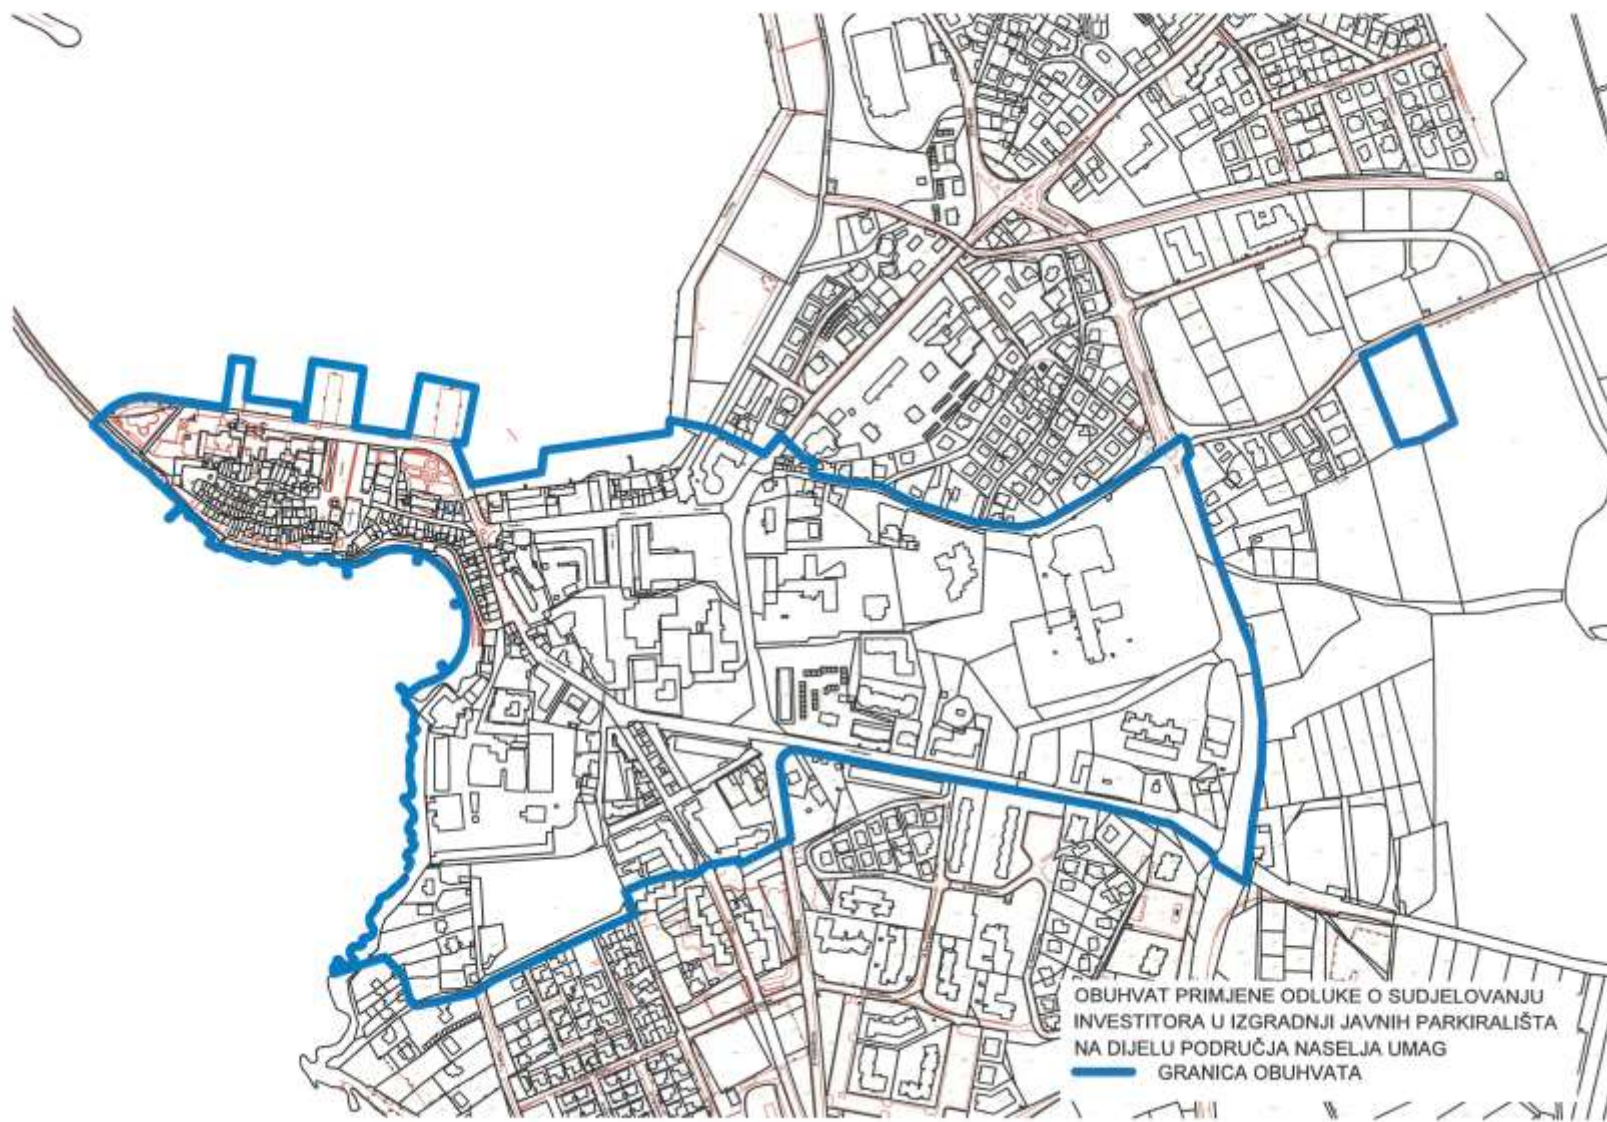 OBUHVAT PRIMJENE ODLUKE O SUDJELOVANJU
INVESTITORA U IZGRADNJI JAVNIH PARKIRALIŠTA
NA DIJELU PODRUČJA NASELJA UMAG
GRANICA OBUHVATA